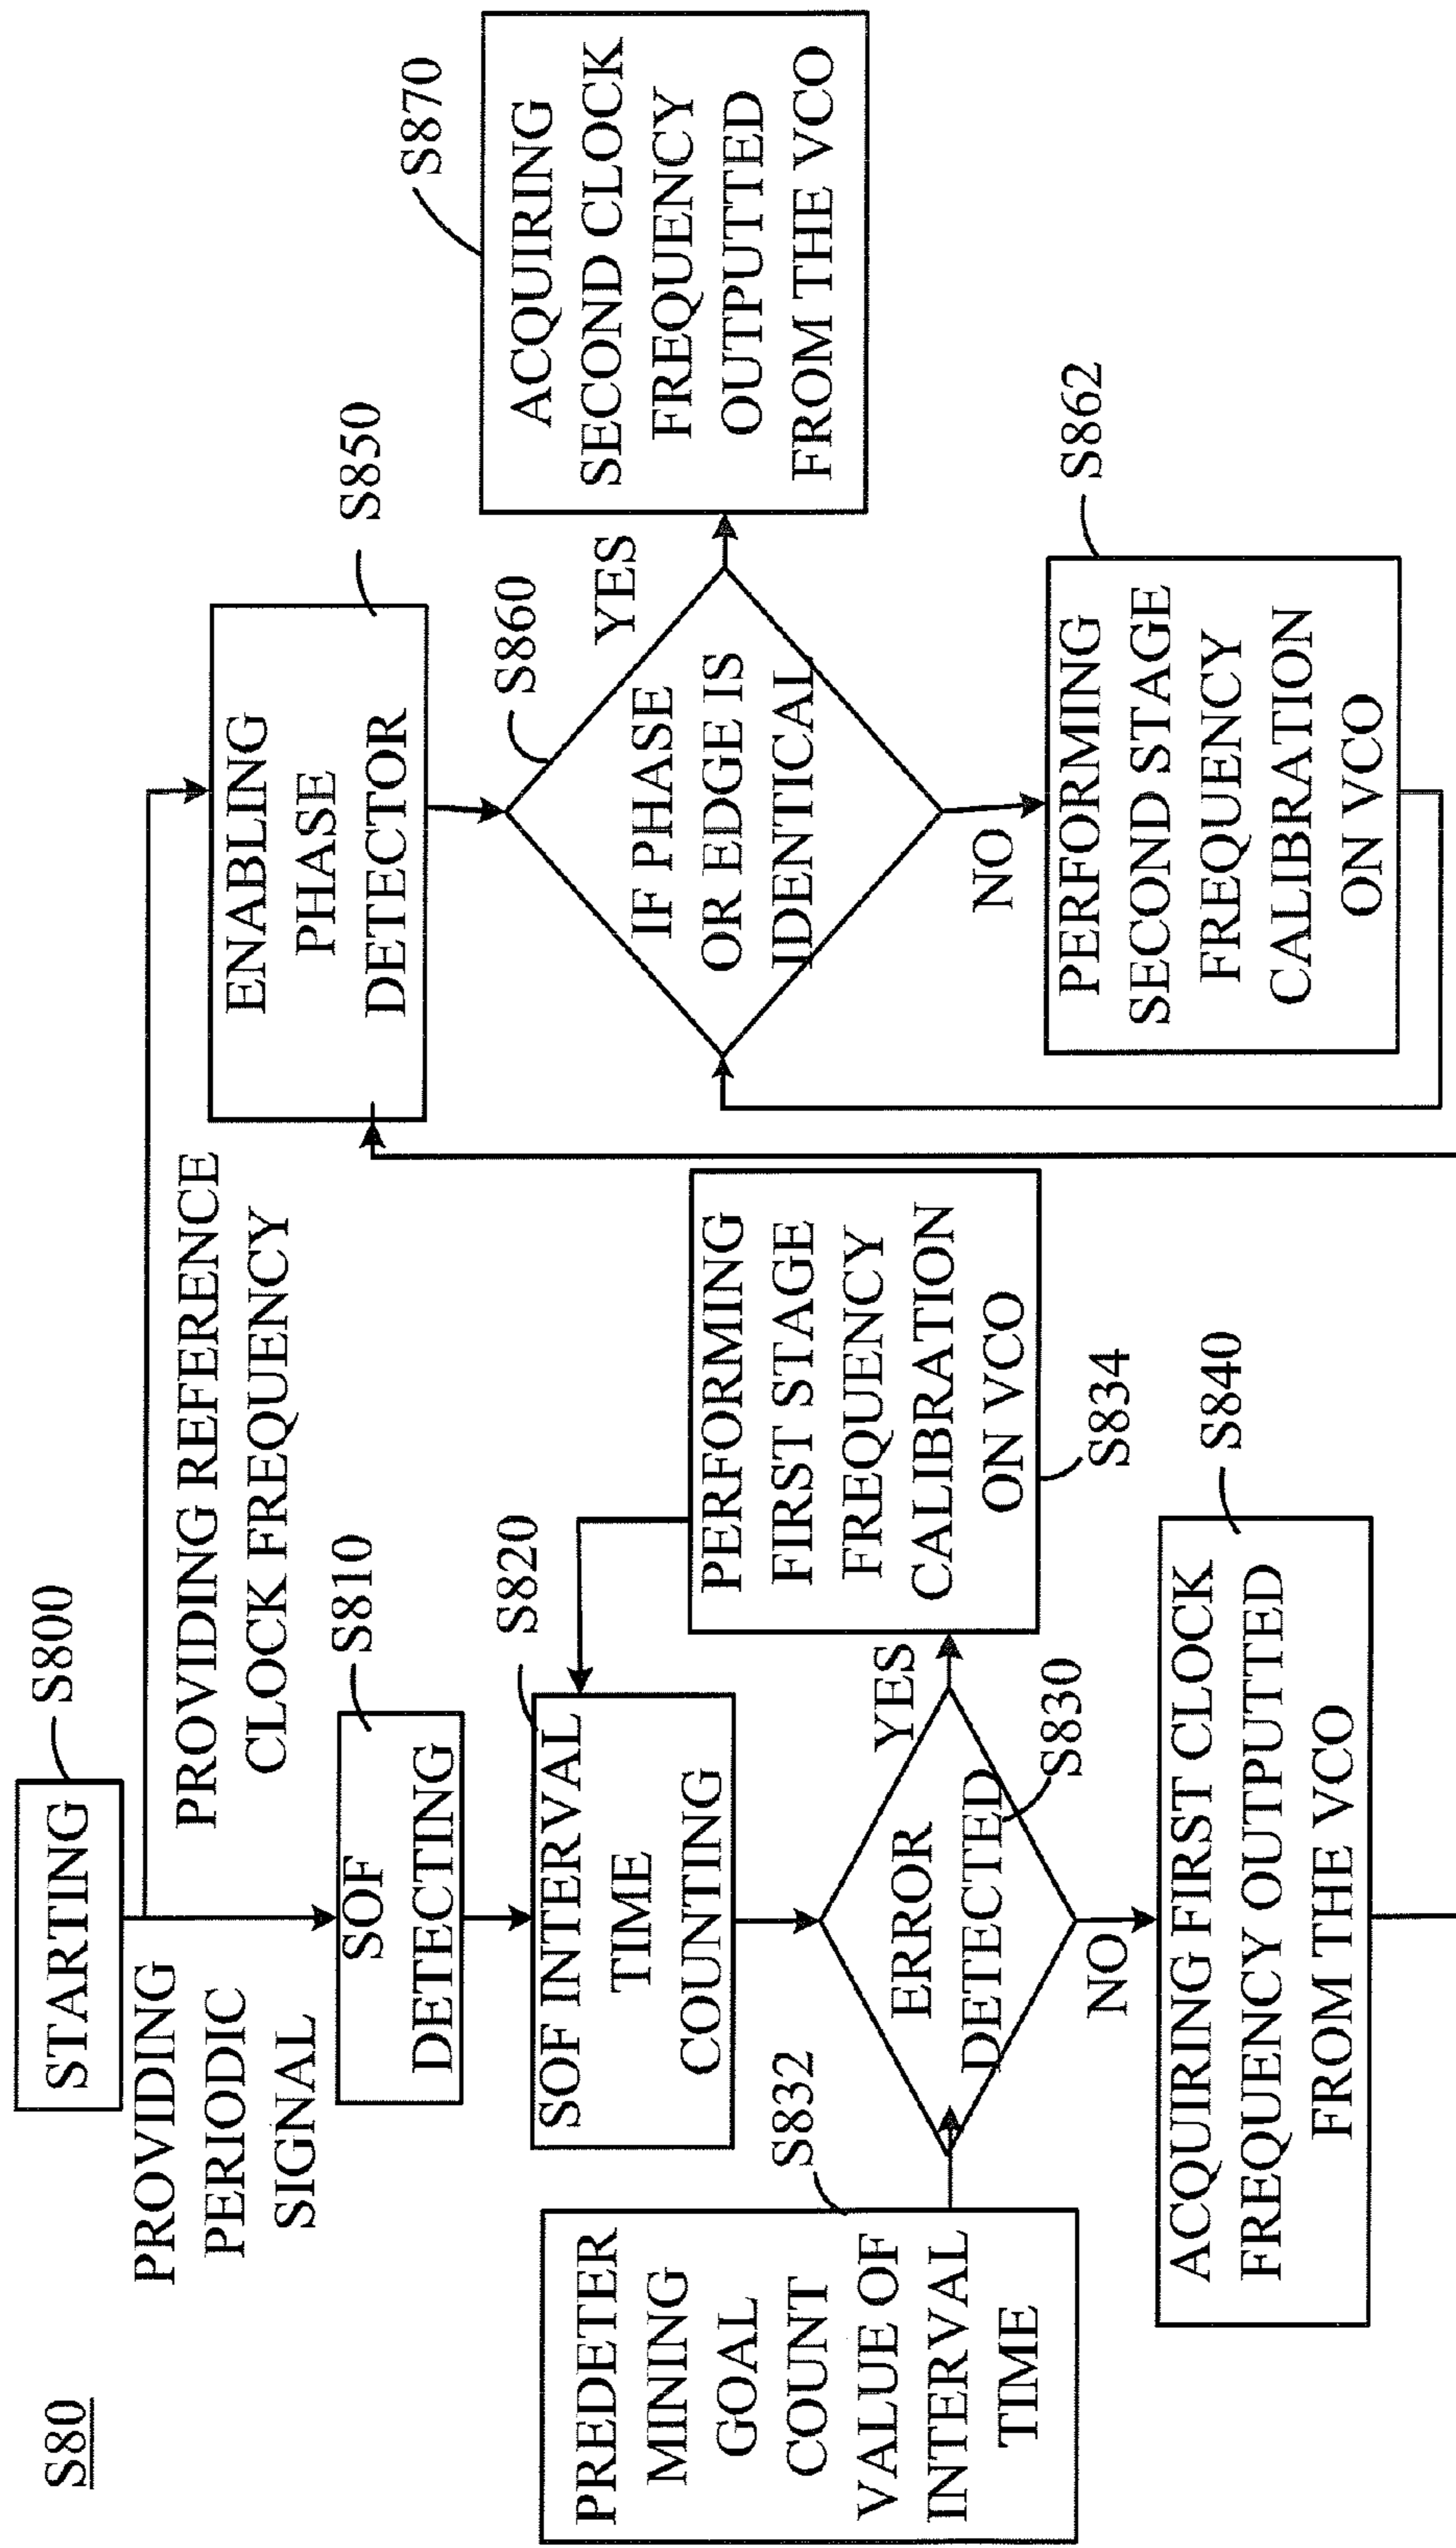 S80
STARTING
S800
PROVIDING
PERIODIC
SIGNAL
PROVIDING REFERENCE
CLOCK FREQUENCY
SOF
DETECTING
S810
SOF INTERVAL
TIME
COUNTING
S820
PREDETER
MINING
GOAL
COUNT
VALUE OF
INTERVAL
TIME
S832
ERROR
DETECTED
S830
YES
NO
PERFORMING
FIRST STAGE
FREQUENCY
CALIBRATION
ON VCO
S834
ACQUIRING FIRST CLOCK
FREQUENCY OUTPUTTED
FROM THE VCO
S840
ENABLING
PHASE
DETECTOR
S850
IF PHASE
OR EDGE IS
IDENTICAL
S860
YES
NO
PERFORMING
SECOND STAGE
FREQUENCY
CALIBRATION
ON VCO
S862
ACQUIRING
SECOND CLOCK
FREQUENCY
OUTPUTTED
FROM THE VCO
S870